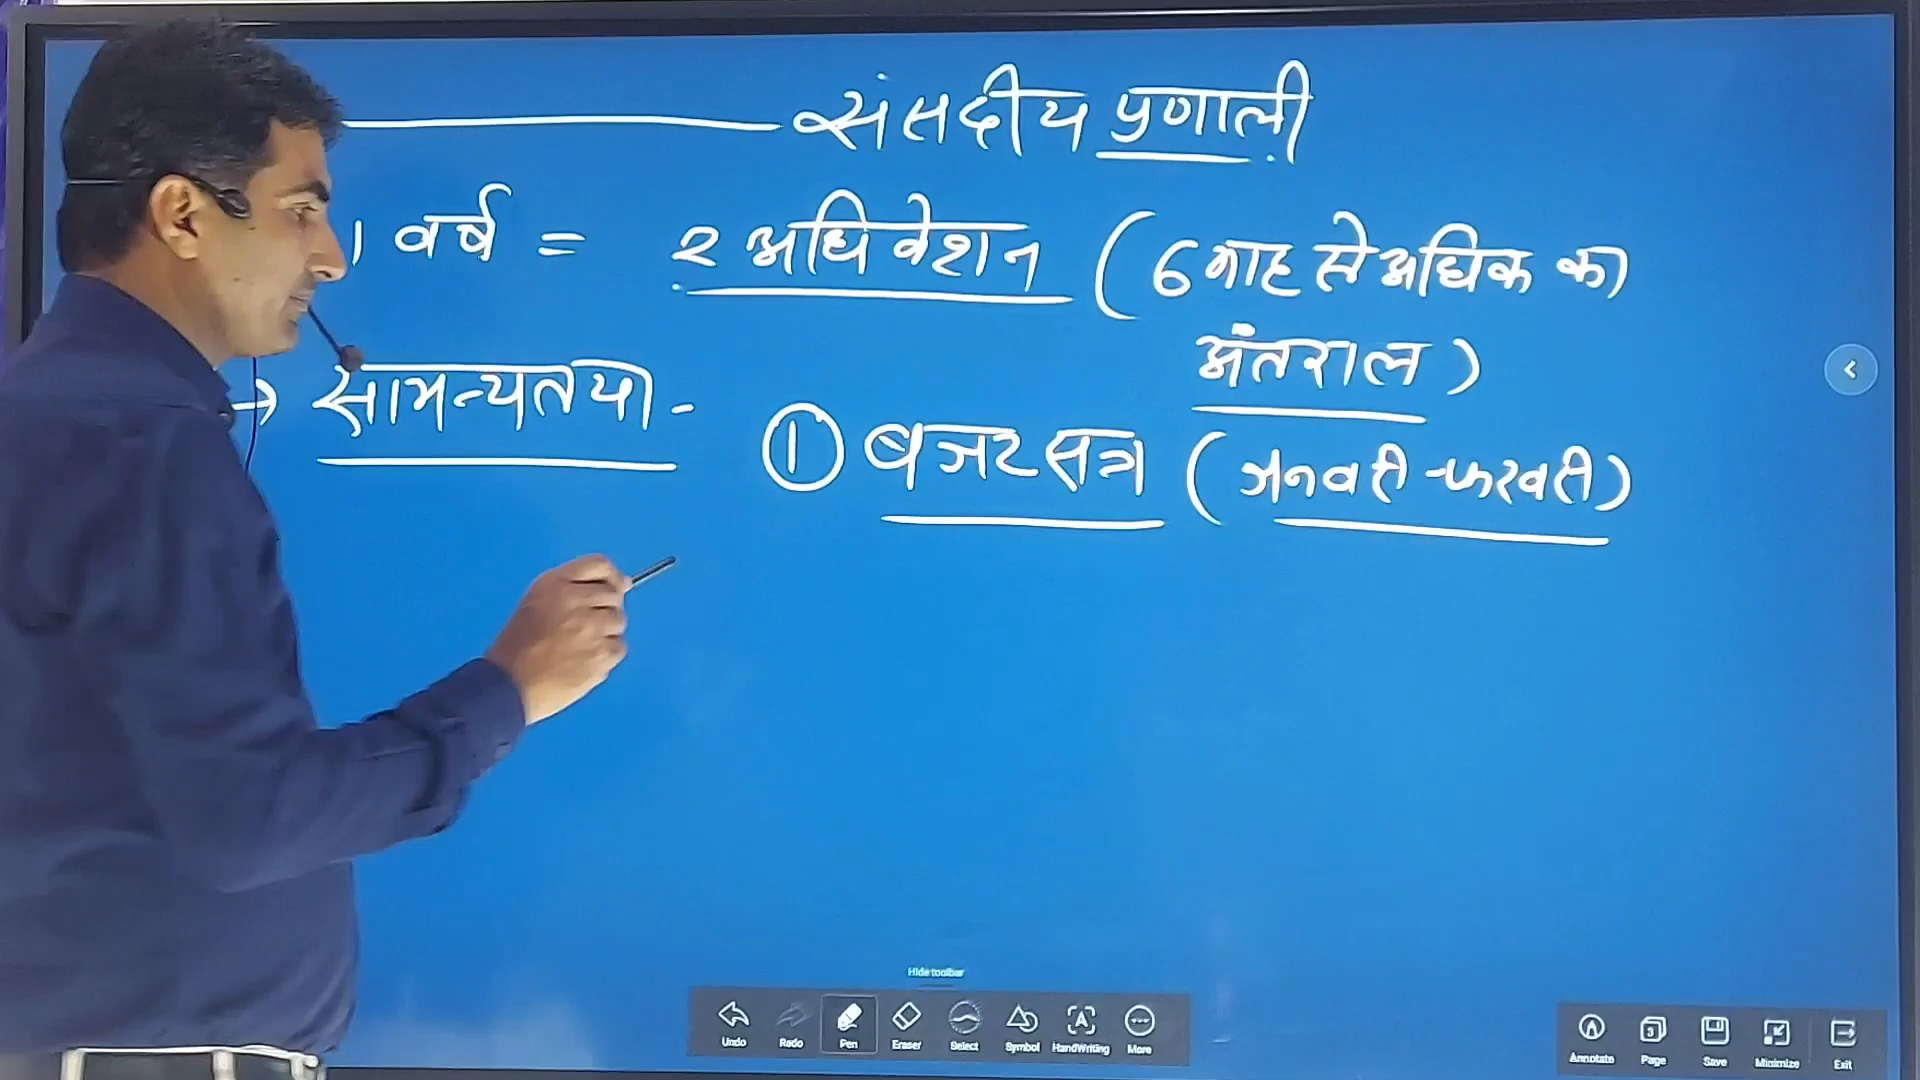 संसदीय प्रणाली
1 वर्ष = 2 अधिवेशन ( 6 माह से अधिक का
अंतराल )
→ सामन्यतया -
① बजट सत्र ( जनवरी - फरवरी )
Hide toolbar
Undo Redo Pen Eraser Select Symbol HandWriting More
Annotate Page Save Minimize Exit